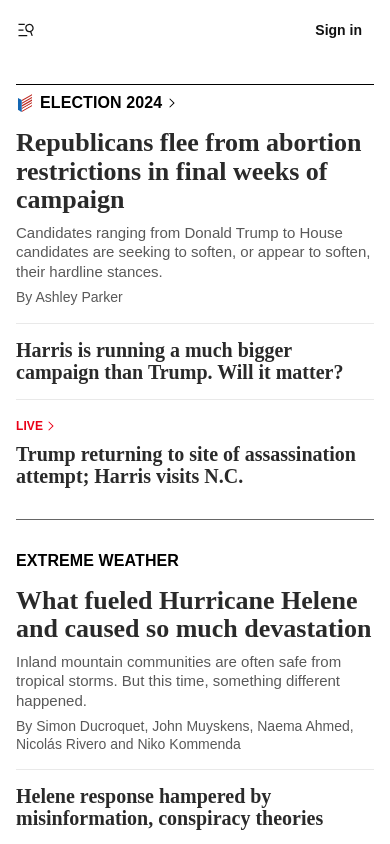 Sign in
ELECTION 2024
Republicans flee from abortion
restrictions in final weeks of
campaign
Candidates ranging from Donald Trump to House
candidates are seeking to soften, or appear to soften,
their hardline stances.
By Ashley Parker
Harris is running a much bigger
campaign than Trump. Will it matter?
LIVE
Trump returning to site of assassination
attempt; Harris visits N.C.
EXTREME WEATHER
What fueled Hurricane Helene
and caused so much devastation
Inland mountain communities are often safe from
tropical storms. But this time, something different
happened.
By Simon Ducroquet, John Muyskens, Naema Ahmed,
Nicolás Rivero and Niko Kommenda
Helene response hampered by
misinformation, conspiracy theories